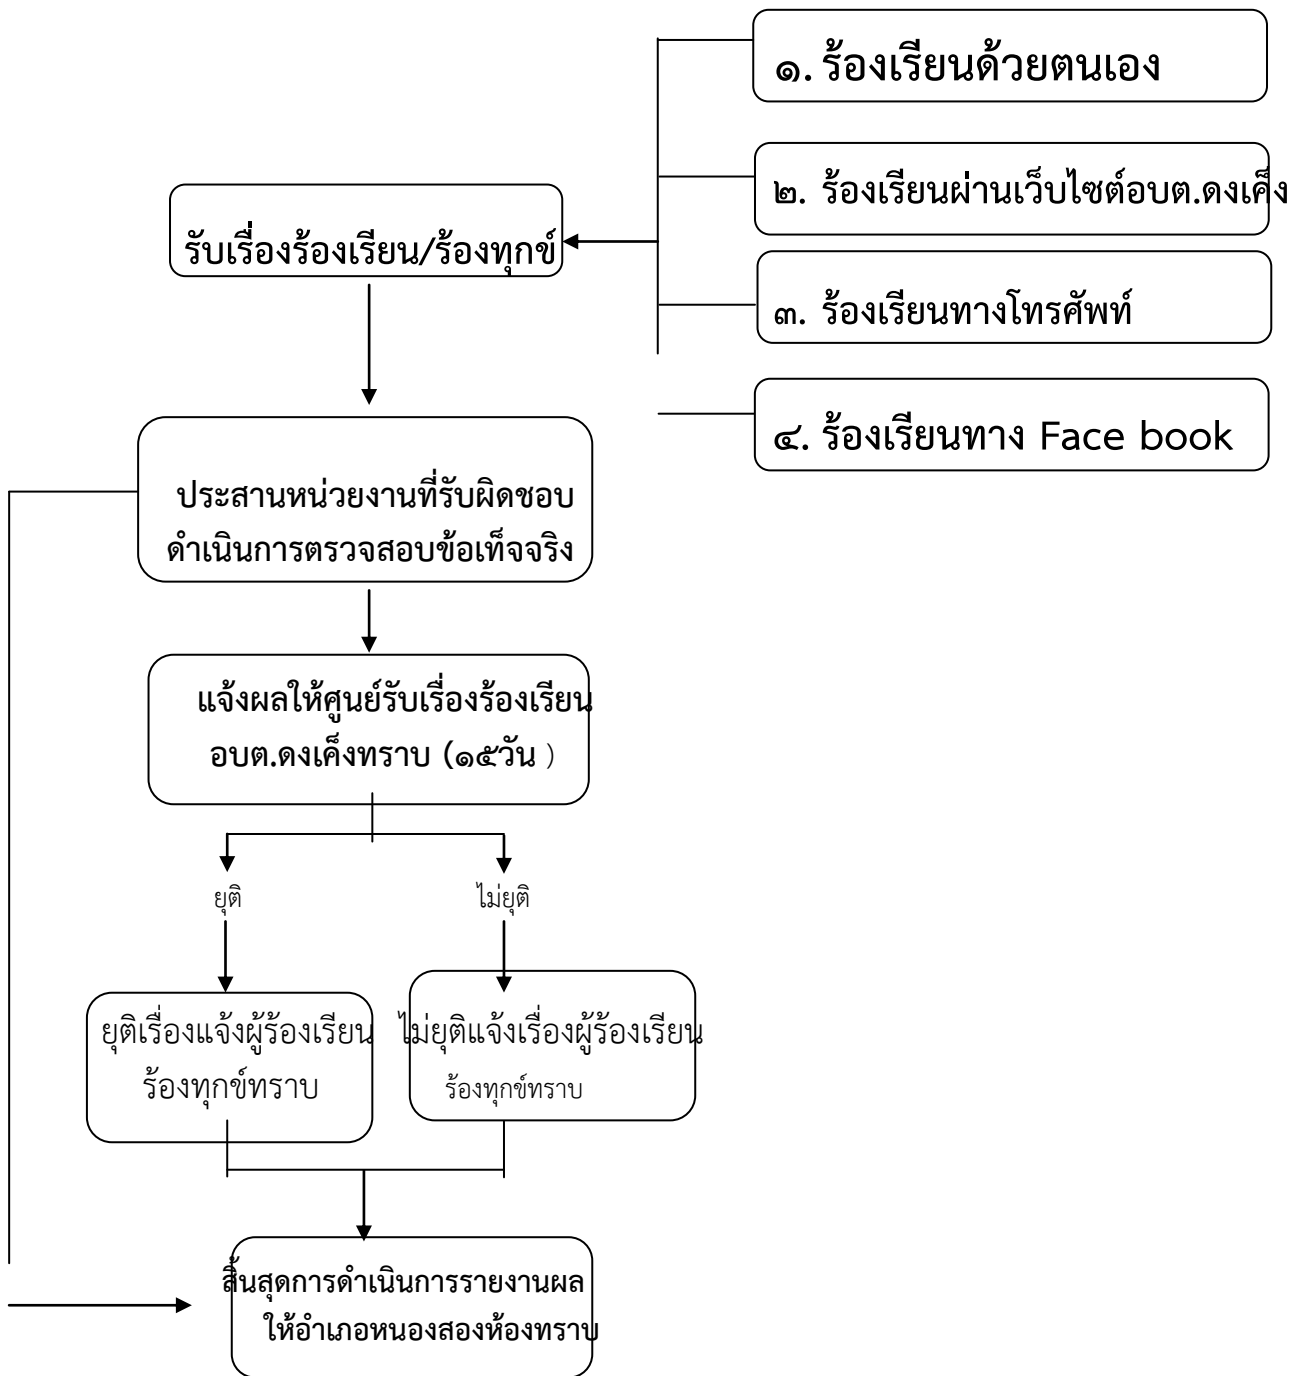 ๑. ร้องเรียนด้วยตนเอง
๒. ร้องเรียนผ่านเว็บไซต์อบต.ดงเค็ง
รับเรื่องร้องเรียน/ร้องทุกข์
๓. ร้องเรียนทางโทรศัพท์
๔. ร้องเรียนทาง Face book
ประสานหน่วยงานที่รับผิดชอบ
ดำเนินการตรวจสอบข้อเท็จจริง
แจ้งผลให้ศูนย์รับเรื่องร้องเรียน
อบต.ดงเค็งทราบ (๑๕วัน )
ยุติ
ไม่ยุติ
ยุติเรื่องแจ้งผู้ร้องเรียน
ร้องทุกข์ทราบ
ไม่ยุติแจ้งเรื่องผู้ร้องเรียน
ร้องทุกข์ทราบ
สิ้นสุดการดำเนินการรายงานผล
ให้อำเภอหนองสองห้องทราบ